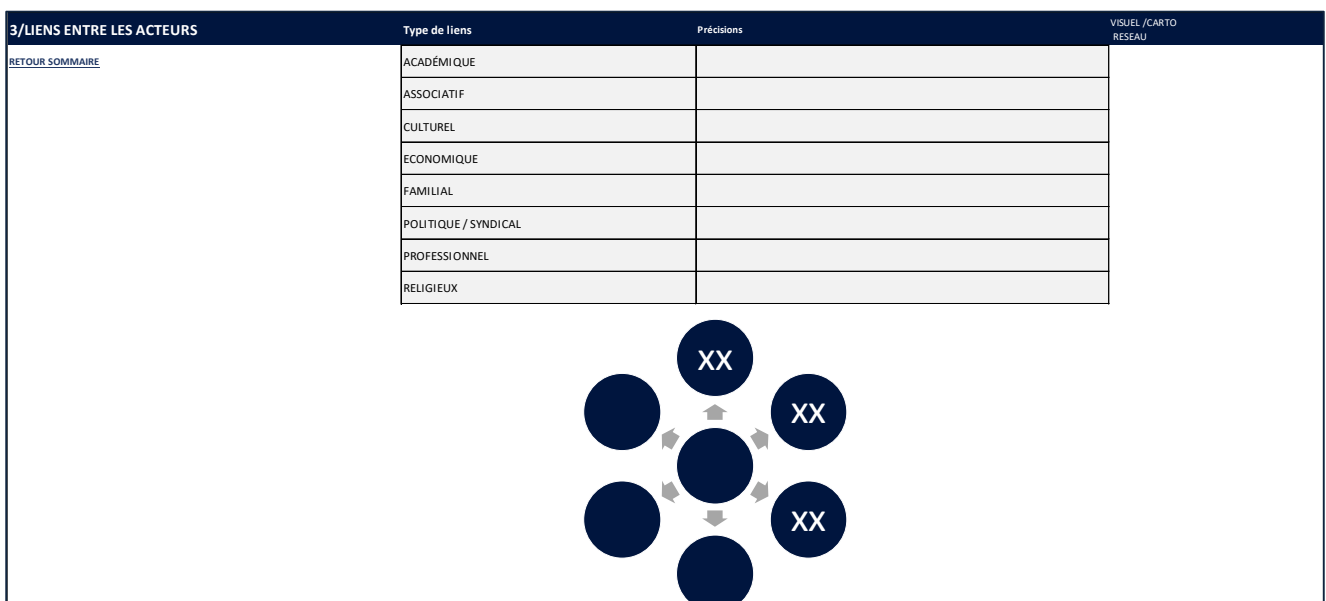 3/LIENS ENTRE LES ACTEURS
Type de liens
Précisions
VISUEL /CARTO
RESEAU
RETOUR SOMMAIRE
ACADÉMIQUE
ASSOCIATIF
CULTUREL
ECONOMIQUE
FAMILIAL
POLITIQUE / SYNDICAL
PROFESSIONNEL
RELIGIEUX
XX
XX
XX